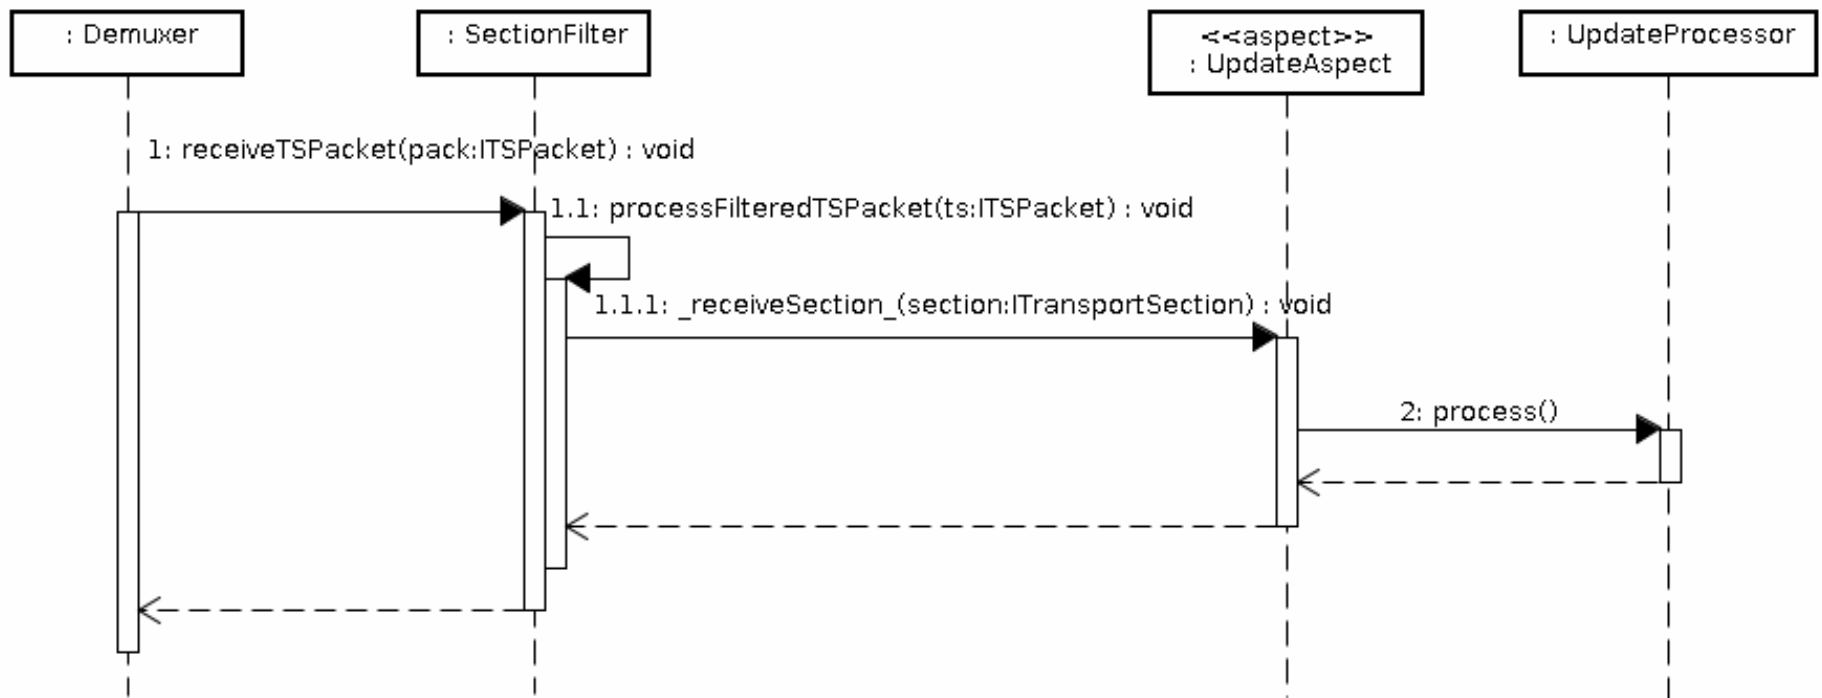 : Demuxer
: SectionFilter
<<aspect>>
: UpdateAspect
: UpdateProcessor
1: receiveTSPacket(pack:ITSPacket) : void
1.1: processFilteredTSPacket(ts:ITSPacket) : void
1.1.1: _receiveSection_(section:ITransportSection) : void
2: process()